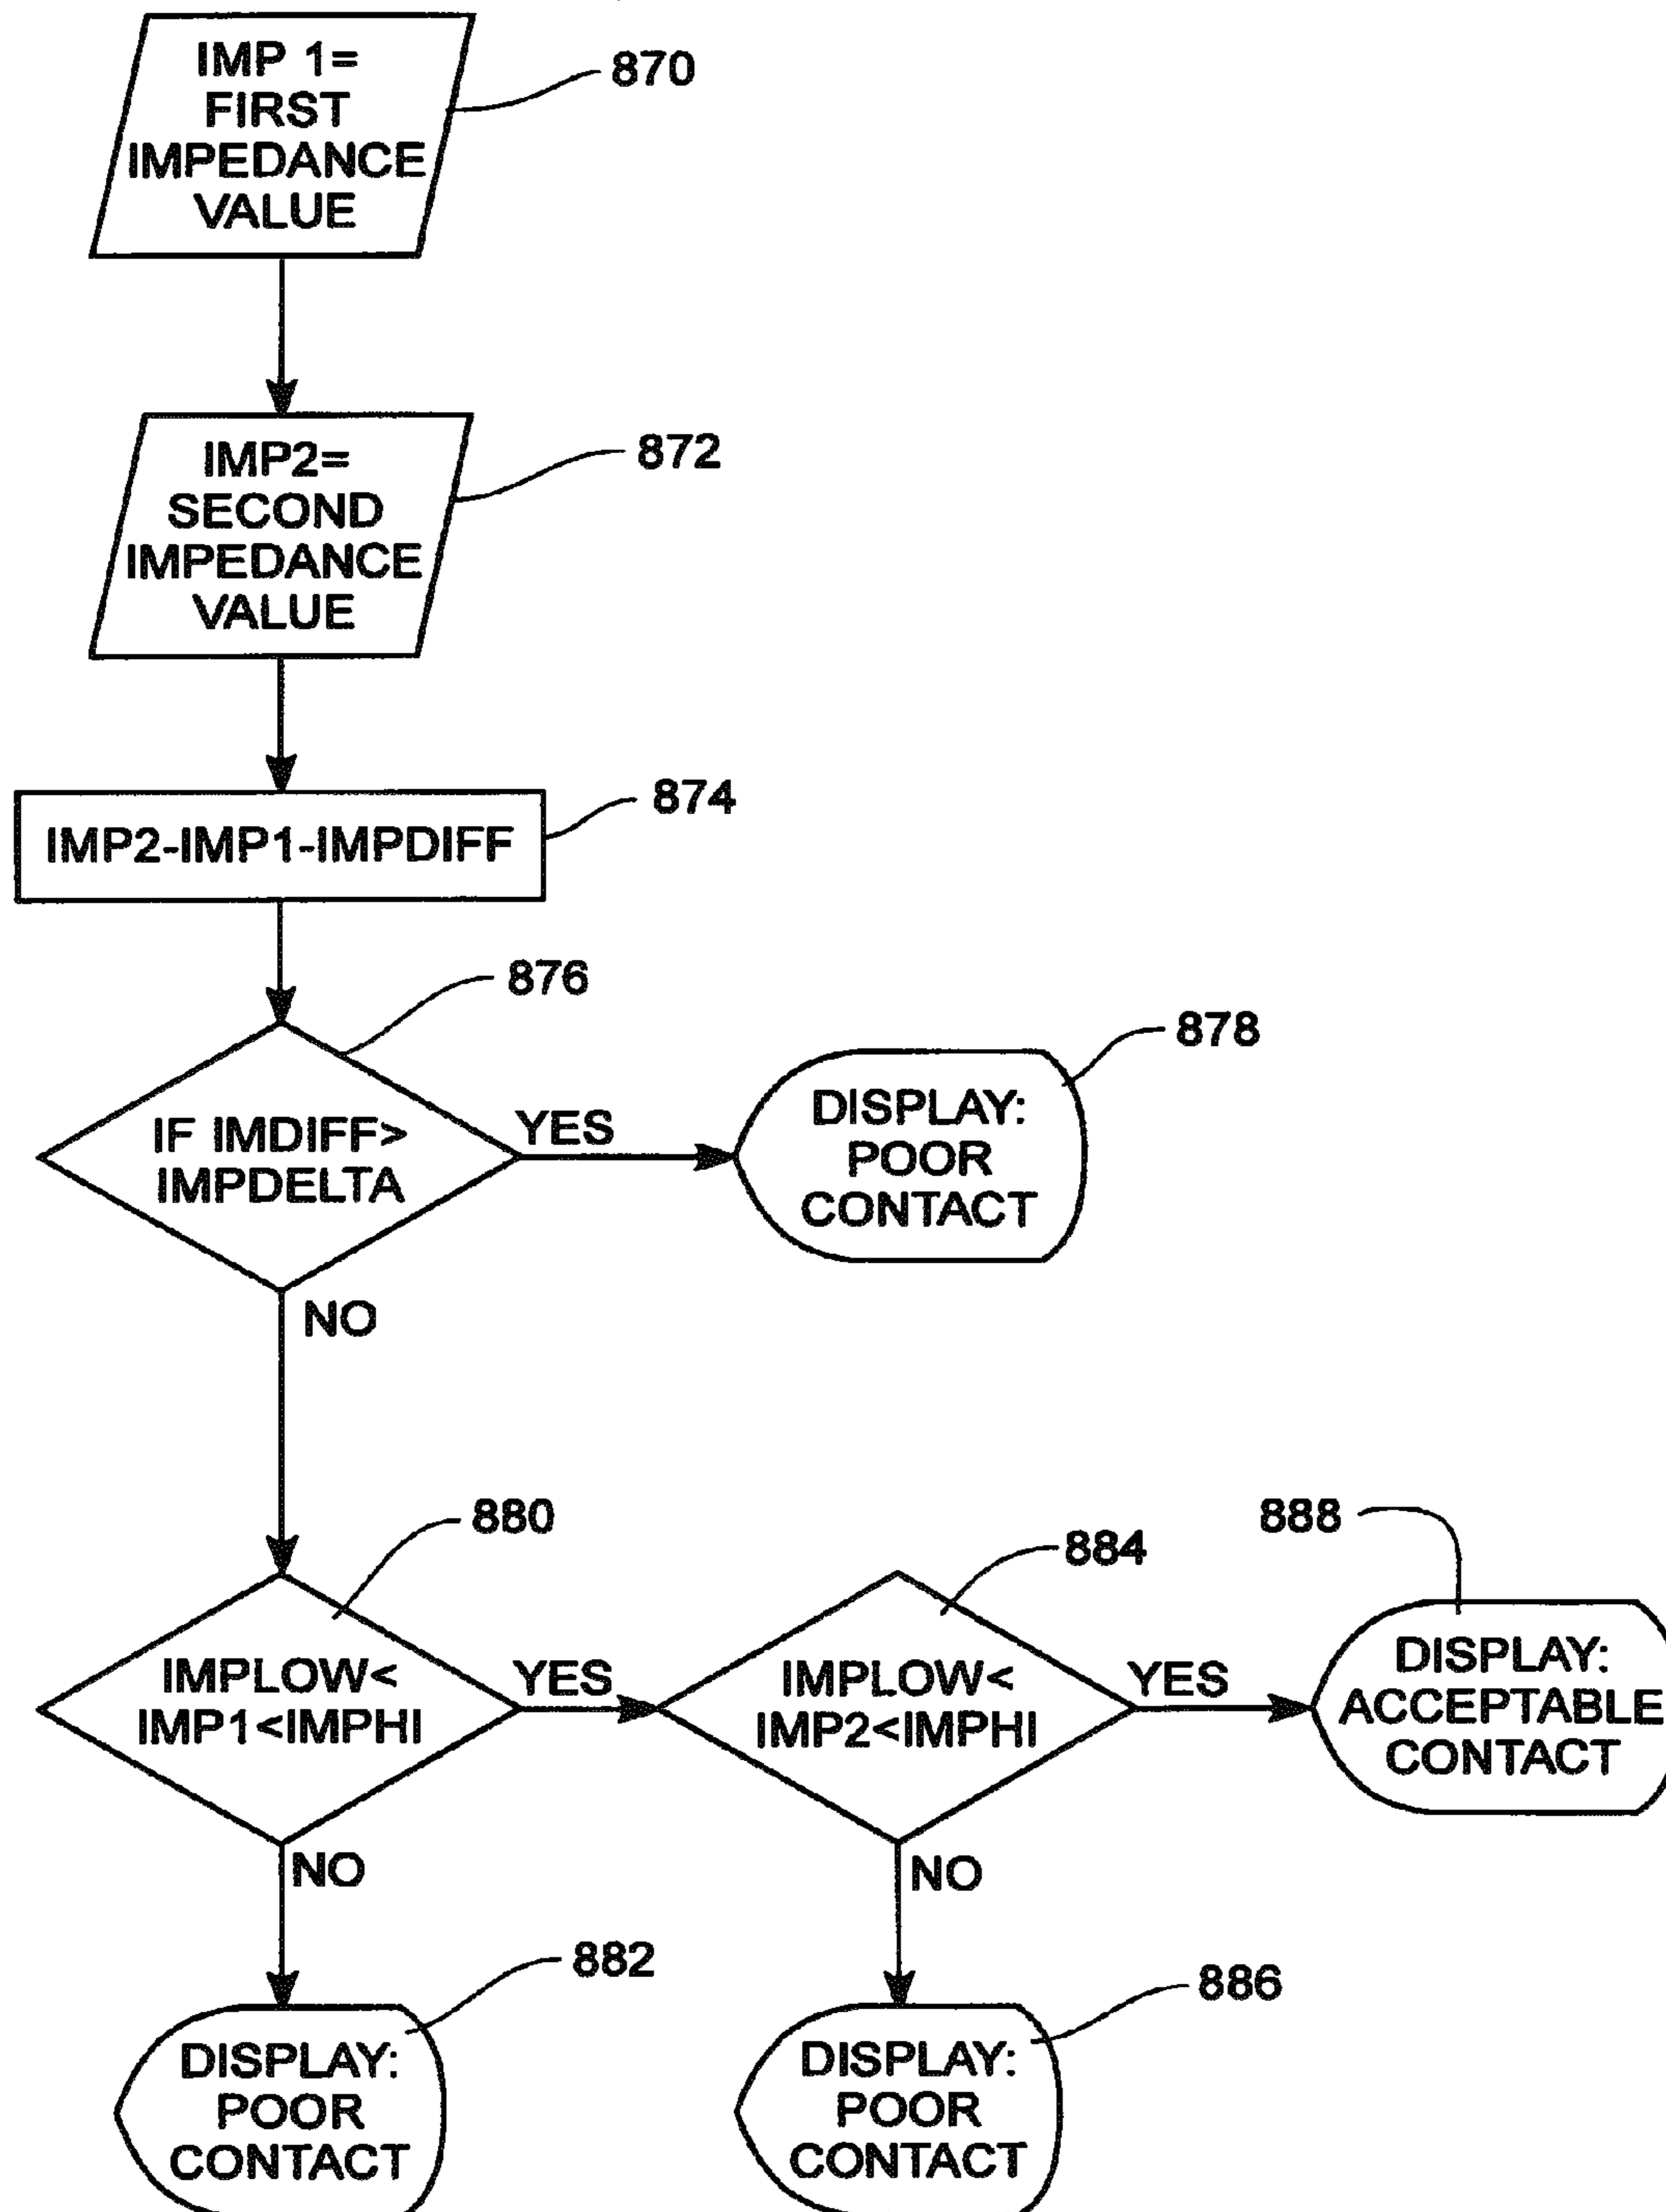 IMP 1=
FIRST
IMPEDANCE
VALUE
870
IMP2=
SECOND
IMPEDANCE
VALUE
872
IMP2-IMP1-IMPDIFF
874
876
IF IMDIFF>
IMPDELTA
YES
NO
878
DISPLAY:
POOR
CONTACT
880
IMPLOW<
IMP1<IMPHI
YES
NO
884
IMPLOW<
IMP2<IMPHI
YES
NO
888
DISPLAY:
ACCEPTABLE
CONTACT
882
DISPLAY:
POOR
CONTACT
886
DISPLAY:
POOR
CONTACT